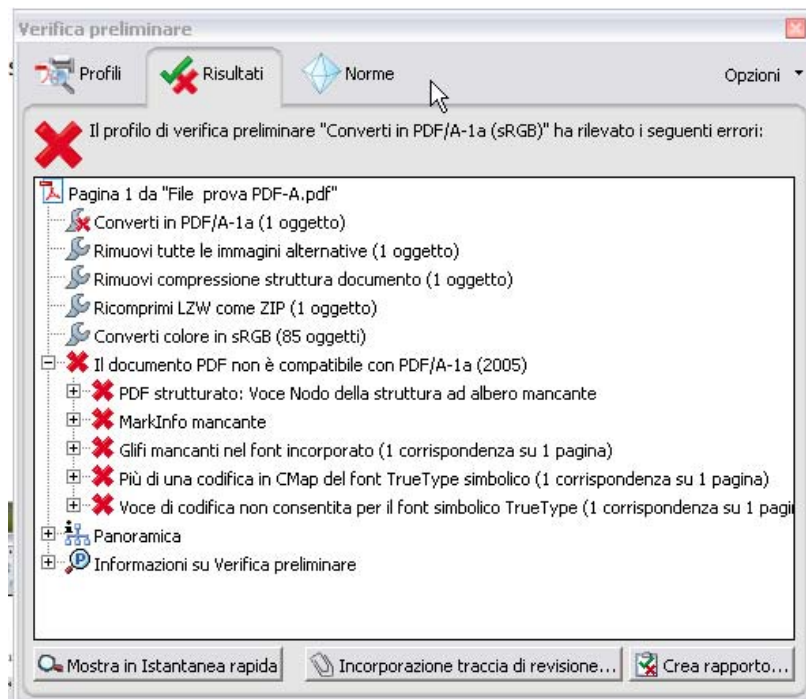 Verifica preliminare
Profili Risultati Norme Opzioni
Il profilo di verifica preliminare "Converti in PDF/A-1a (sRGB)" ha rilevato i seguenti errori:
Pagina 1 da "File prova PDF-A.pdf"
Converti in PDF/A-1a (1 oggetto)
Rimuovi tutte le immagini alternative (1 oggetto)
Rimuovi compressione struttura documento (1 oggetto)
Ricomprimi LZW come ZIP (1 oggetto)
Converti colore in sRGB (85 oggetti)
Il documento PDF non è compatibile con PDF/A-1a (2005)
PDF strutturato: Voce Nodo della struttura ad albero mancante
MarkInfo mancante
Glifi mancanti nel font incorporato (1 corrispondenza su 1 pagina)
Più di una codifica in CMap del font TrueType simbolico (1 corrispondenza su 1 pagina)
Voce di codifica non consentita per il font simbolico TrueType (1 corrispondenza su 1 pagi
Panoramica
Informazioni su Verifica preliminare
Mostra in Istantanea rapida Incorporazione traccia di revisione... Crea rapporto...